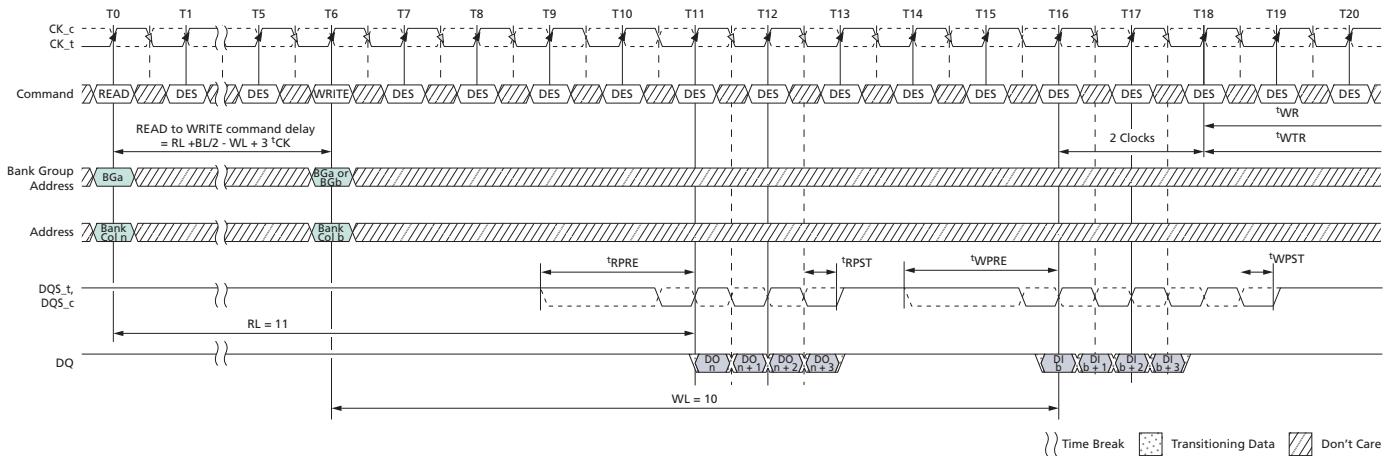 T0 T1 T5 T6 T7 T8 T9 T10 T11 T12 T13 T14 T15 T16 T17 T18 T19 T20
CK_c
CK_t
Command READ DES DES WRITE DES DES DES DES DES DES DES DES DES DES DES DES DES DES
tWR
READ to WRITE command delay
= RL +BL/2 - WL + 3 tCK
2 Clocks
tWTR
Bank Group
Address
BGa
BGa or
BGb
Address
Bank
Col n
Bank
Col b
tRPRE tRPST tWPRE tWPST
DQS_t,
DQS_c
RL = 11
DQ
DO
n
DO
n + 1
DO
n + 2
DO
n + 3
DI
b
DI
b + 1
DI
b + 2
DI
b + 3
WL = 10
Time Break Transitioning Data Don't Care